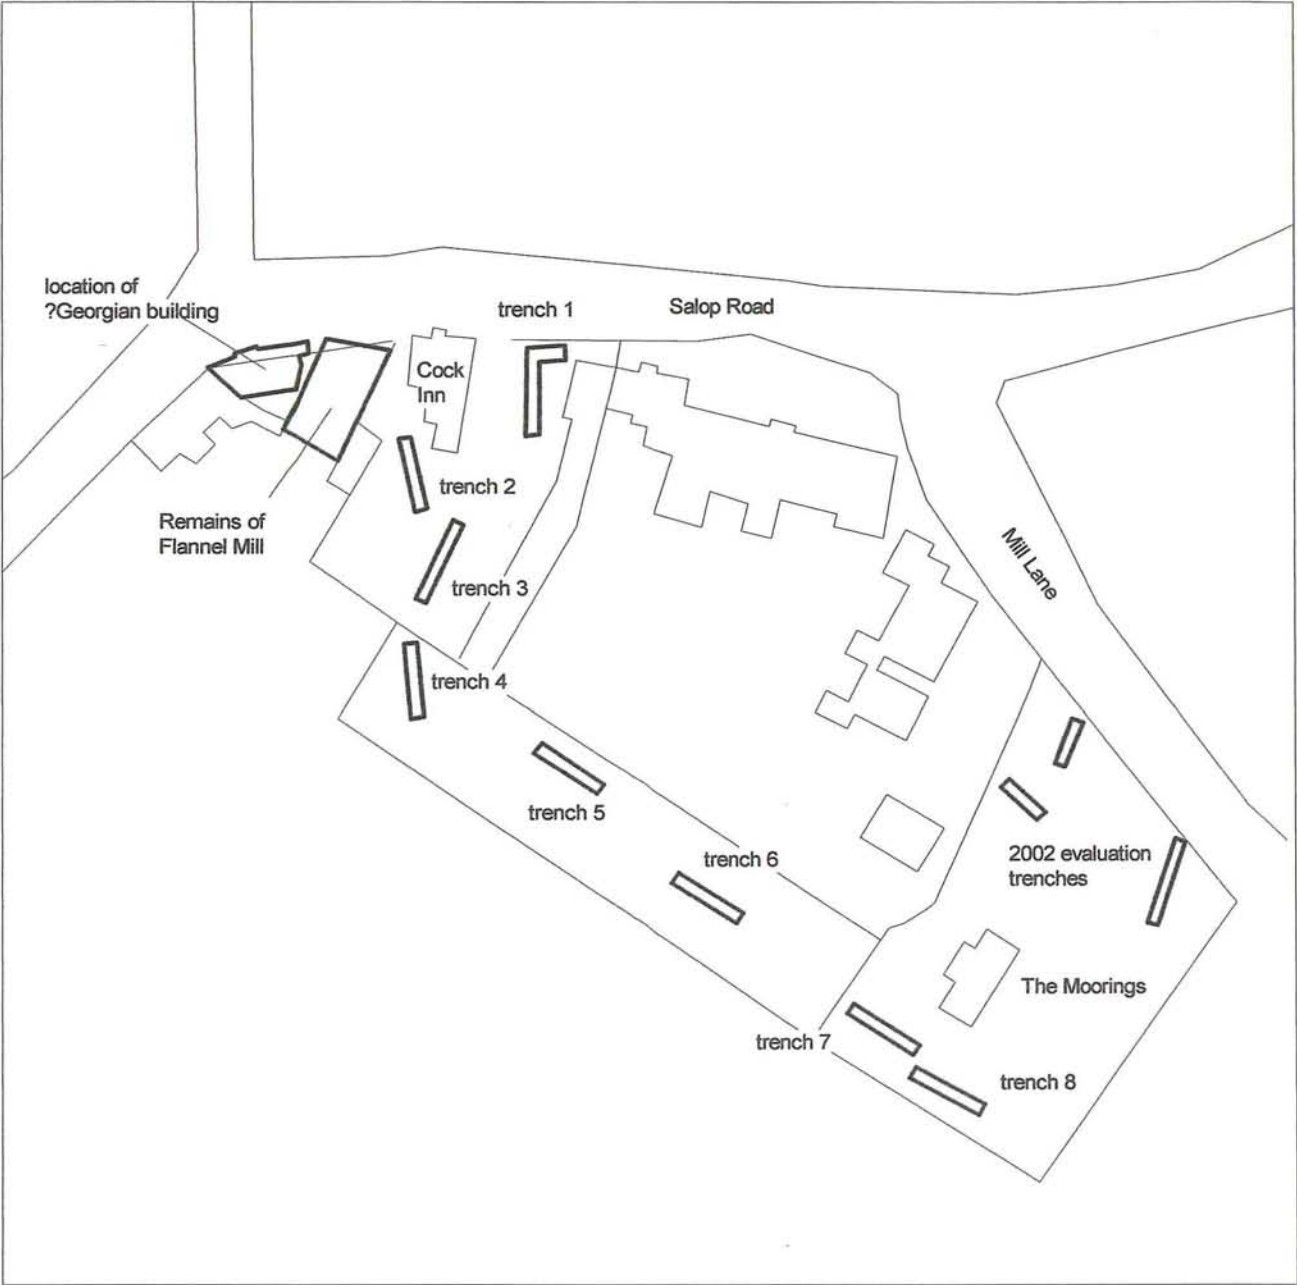 location of
?Georgian building
trench 1
Salop Road
Cock
Inn
trench 2
Remains of
Flannel Mill
Mill Lane
trench 3
trench 4
trench 5
trench 6
2002 evaluation
trenches
The Moorings
trench 7
trench 8